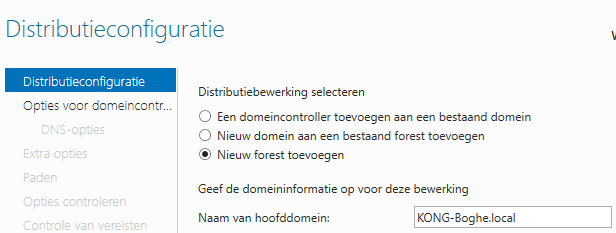 Distributieconfiguratie
Distributieconfiguratie
Opties voor domeincontr...
DNS-opties
Extra opties
Paden
Opties controleren
Controle van vereisten
Distributiebewerking selecteren
Een domeincontroller toevoegen aan een bestaand domein
Nieuw domein aan een bestaand forest toevoegen
Nieuw forest toevoegen
Geef de domeininformatie op voor deze bewerking
Naam van hoofddomein: KONG-Boghe.local